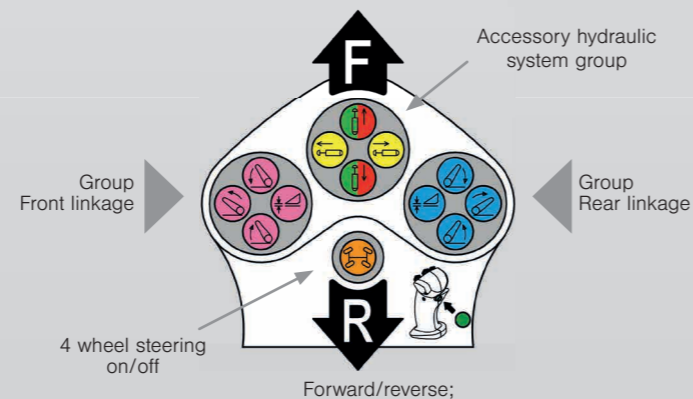 F
Accessory hydraulic
system group
Group
Front linkage
Group
Rear linkage
R
4 wheel steering
on/off
Forward/reverse;